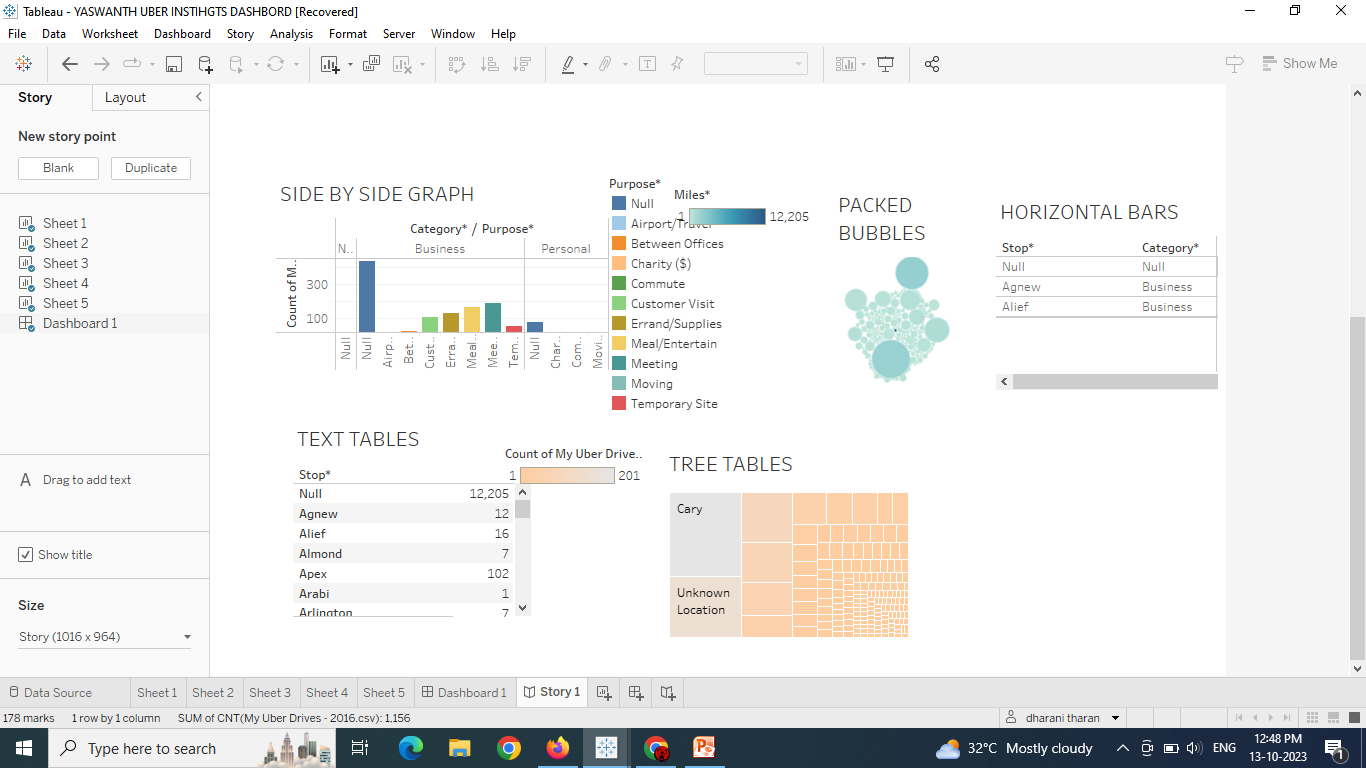 Tableau - YASWANTH UBER INSTIHGTS DASHBORD [Recovered]
File Data Worksheet Dashboard Story Analysis Format Server Window Help
Show Me
Story Layout
New story point
Blank Duplicate
Sheet 1
Sheet 2
Sheet 3
Sheet 4
Sheet 5
Dashboard 1
A Drag to add text
Show title
Size
Story (1016 x 964)
SIDE BY SIDE GRAPH
Category* / Purpose*
N.. Business Personal
Count of M..
300
100
Null Null Airp.. Bet.. Cust.. Erra.. Meal.. Mee.. Tem.. Null Char.. Com.. Movi..
Purpose*
Null
Airport/Travel
Between Offices
Charity ($)
Commute
Customer Visit
Errand/Supplies
Meal/Entertain
Meeting
Moving
Temporary Site
Miles*
1 12,205
PACKED
BUBBLES
HORIZONTAL BARS
Stop* Category*
Null Null
Agnew Business
Alief Business
TEXT TABLES
Stop*
Null 12,205
Agnew 12
Alief 16
Almond 7
Apex 102
Arabi 1
Arlington 7
Count of My Uber Drive..
1 201
TREE TABLES
Cary
Unknown
Location
Data Source Sheet 1 Sheet 2 Sheet 3 Sheet 4 Sheet 5 Dashboard 1 Story 1
178 marks 1 row by 1 column SUM of CNT(My Uber Drives - 2016.csv): 1,156 dharani tharan
Type here to search 32°C Mostly cloudy ENG 12:48 PM
13-10-2023 1